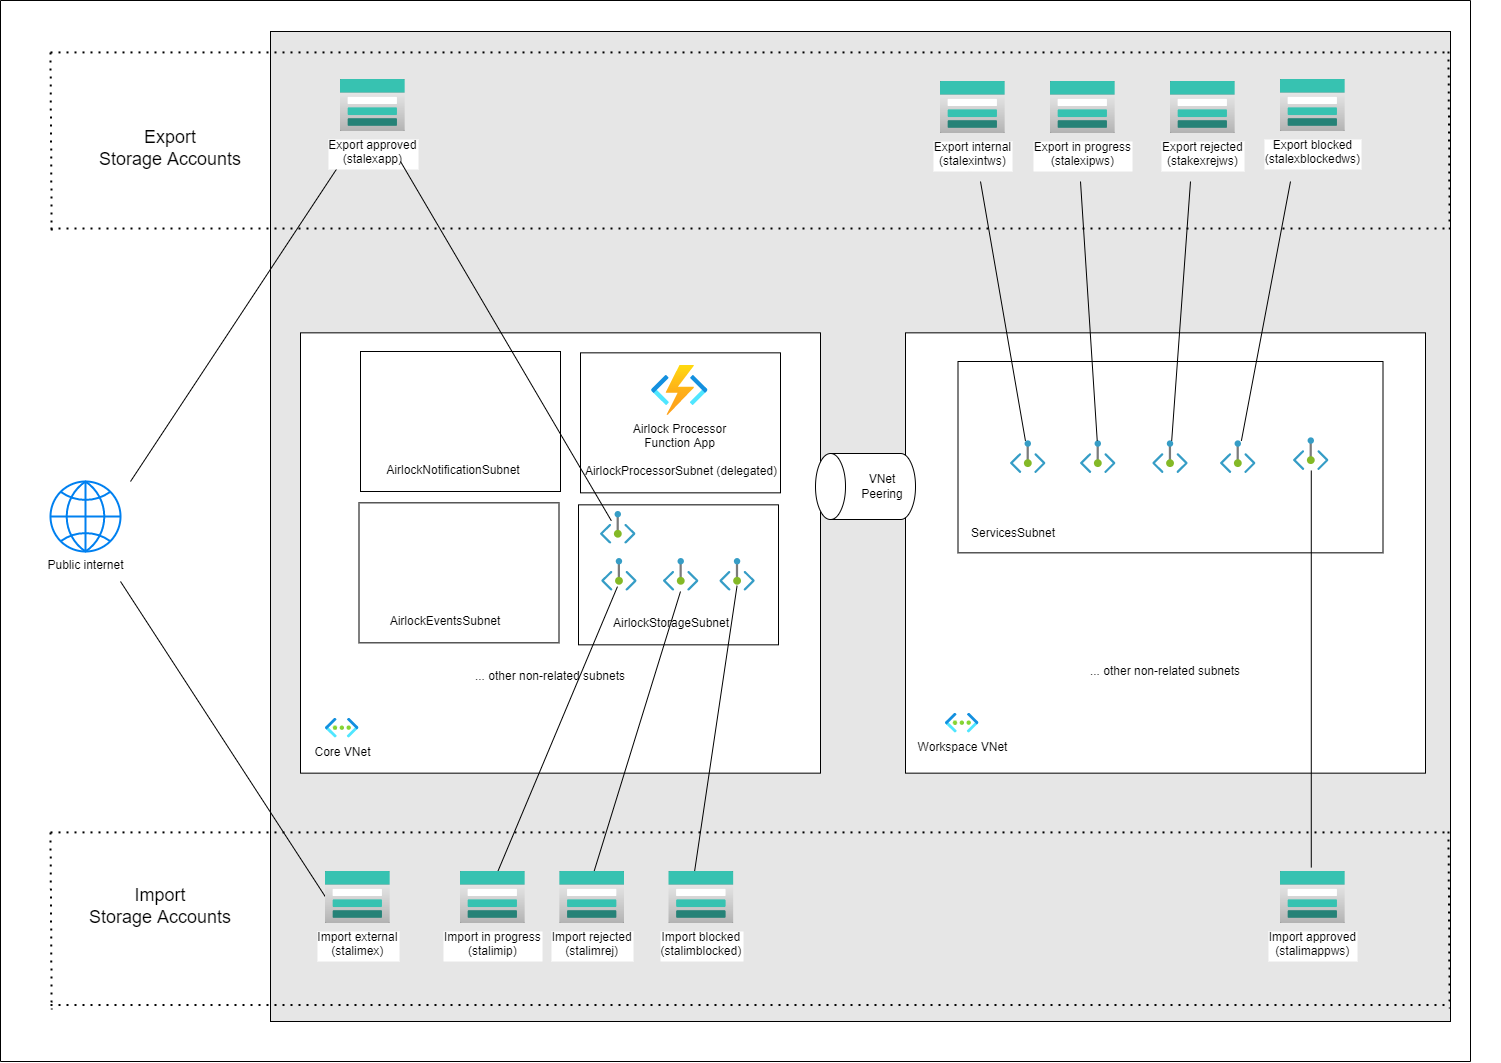 Export
Storage Accounts
Export approved
(stalexapp)
Export internal
(stalexintws)
Export in progress
(stalexipws)
Export rejected
(stakexrejws)
Export blocked
(stalexblockedws)
Airlock Processor
Function App
AirlockNotificationSubnet
AirlockProcessorSubnet (delegated)
VNet
Peering
ServicesSubnet
Public internet
AirlockEventsSubnet
AirlockStorageSubnet
... other non-related subnets
... other non-related subnets
Core VNet
Workspace VNet
Import
Storage Accounts
Import external
(stalimex)
Import in progress
(stalimip)
Import rejected
(stalimrej)
Import blocked
(stalimblocked)
Import approved
(stalimappws)